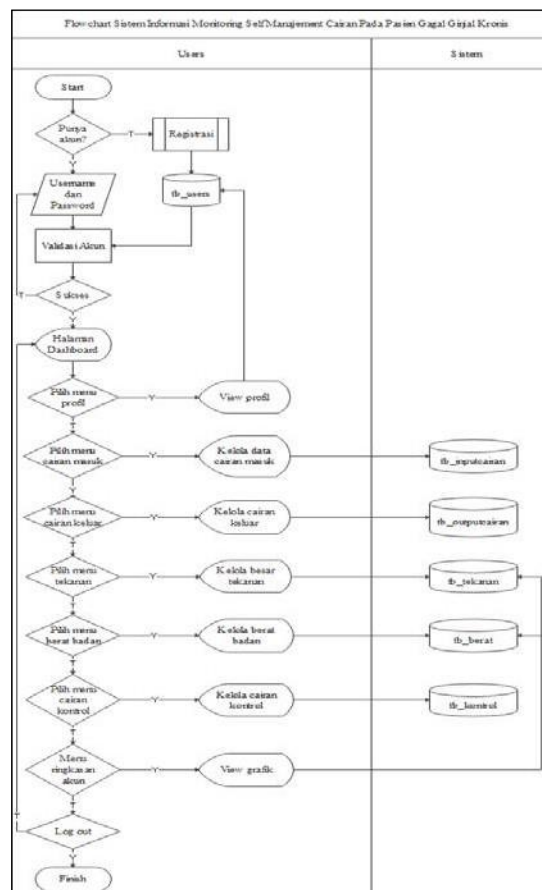 Flowchart Sistem Informasi Monitoring Self Manajement Cairan Pada Pasien Gagal Ginjal Kronis
Users
Sistem
Start
Punya
akun?
T
Registrasi
Y
Username
dan
Password
tb_users
Validasi Akun
T
Sukses
Y
Halaman
Dashboard
Pilih menu
profil
Y
View profil
T
Pilih menu
cairan masuk
Y
Kelola data
cairan masuk
tb_inputcairan
T
Pilih menu
cairan keluar
Y
Kelola cairan
keluar
tb_outputcairan
T
Pilih menu
tekanan
Y
Kelola besar
tekanan
tb_tekanan
T
Pilih menu
berat badan
Y
Kelola berat
badan
tb_berat
T
Pilih menu
cairan
kontrol
Y
Kelola cairan
kontrol
tb_kontrol
T
Menu
ringkasan
akun
Y
View grafik
T
T
Log out
Y
Finish